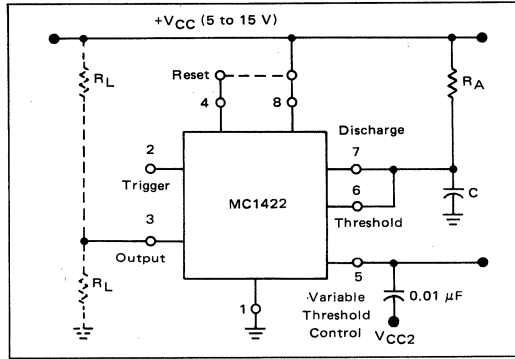 +VCC (5 to 15 V)
RL
Reset
RA
4
8
Discharge
2
7
Trigger
MC1422
6
C
3
Threshold
Output
5
RL
1
Variable
Threshold
Control
0.01 µF
VCC2